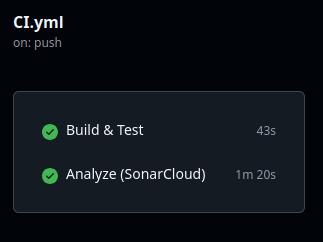 CI.yml
on: push
Build & Test 43s
Analyze (SonarCloud) 1m 20s